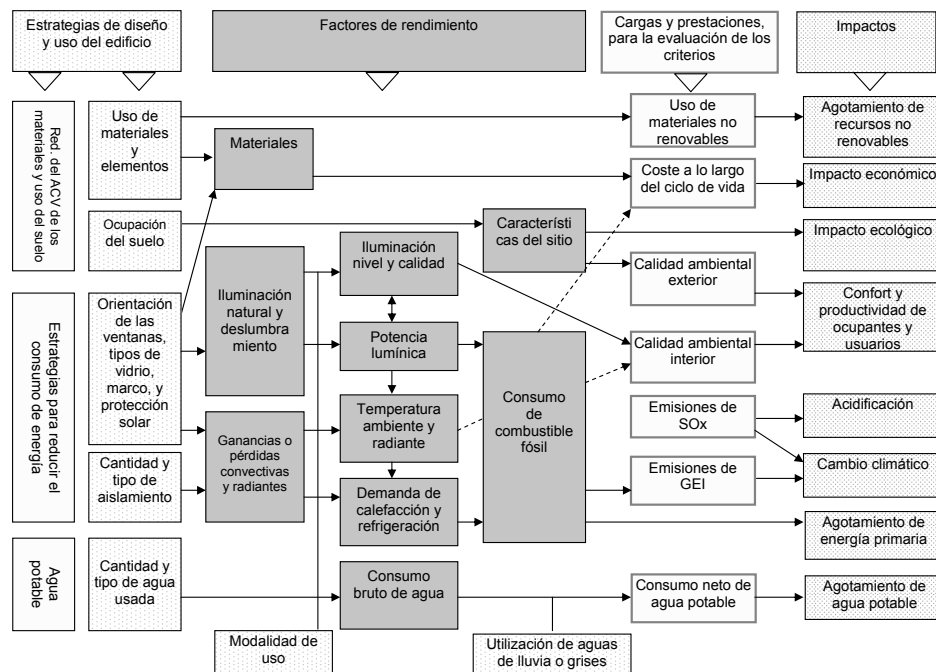 Estrategias de diseño
y uso del edificio
Factores de rendimiento
Cargas y prestaciones,
para la evaluación de los
criterios
Impactos
Red. del ACV de los
materiales y uso del suelo
Uso de
materiales
y
elementos
Materiales
Uso de
materiales no
renovables
Agotamiento de
recursos no
renovables
Coste a lo largo
del ciclo de vida
Impacto económico
Ocupación
del suelo
Característi
cas del sitio
Impacto ecológico
Iluminación
nivel y calidad
Calidad ambiental
exterior
Estrategias para reducir el
consumo de energía
Orientación
de las
ventanas,
tipos de
vidrio,
marco, y
protección
solar
Iluminación
natural y
deslumbra
miento
Potencia
lumínica
Confort y
productividad de
ocupantes y
usuarios
Calidad ambiental
interior
Consumo
de
combustible
fósil
Temperatura
ambiente y
radiante
Ganancias o
pérdidas
convectivas
y radiantes
Emisiones de
SOx
Acidificación
Cantidad y
tipo de
aislamiento
Demanda de
calefacción y
refrigeración
Emisiones de
GEI
Cambio climático
Agotamiento de
energía primaria
Agua
potable
Cantidad y
tipo de agua
usada
Consumo
bruto de agua
Consumo neto de
agua potable
Agotamiento de
agua potable
Modalidad de
uso
Utilización de aguas
de lluvia o grises